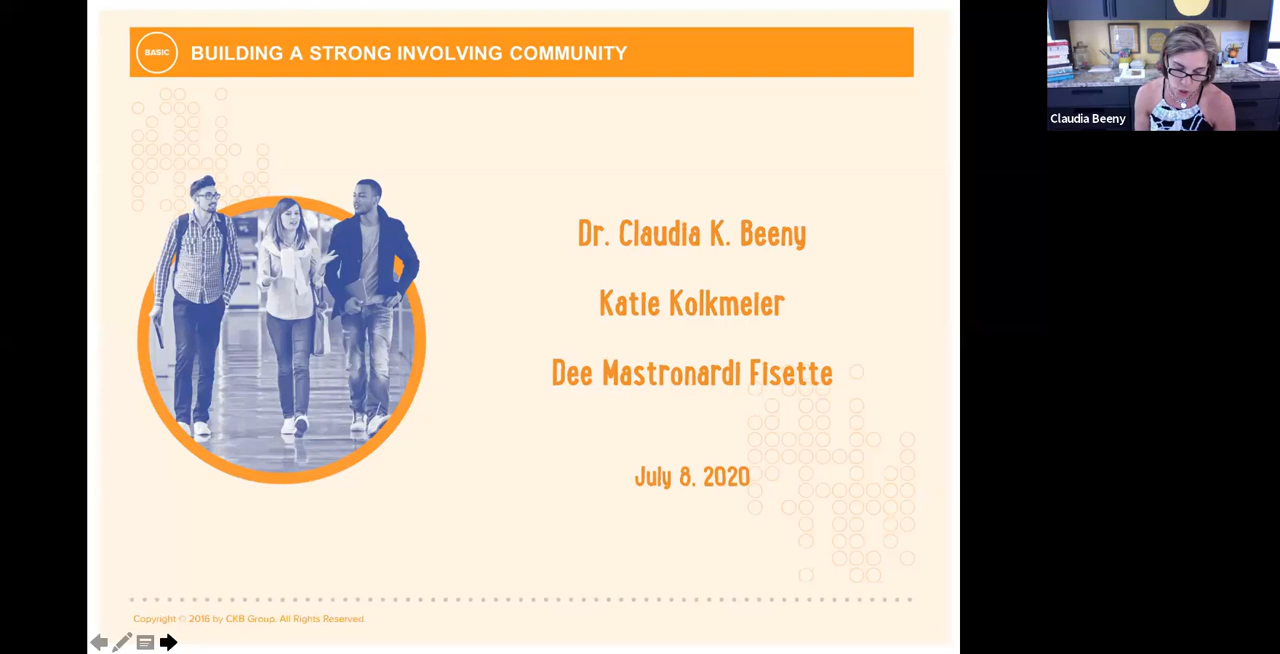 BASIC
BUILDING A STRONG INVOLVING COMMUNITY
Claudia Beeny
Dr. Claudia K. Beeny
Katie Kolkmeier
Dee Mastronardi Fisette
July 8, 2020
Copyright © 2016 by CKB Group. All Rights Reserved.